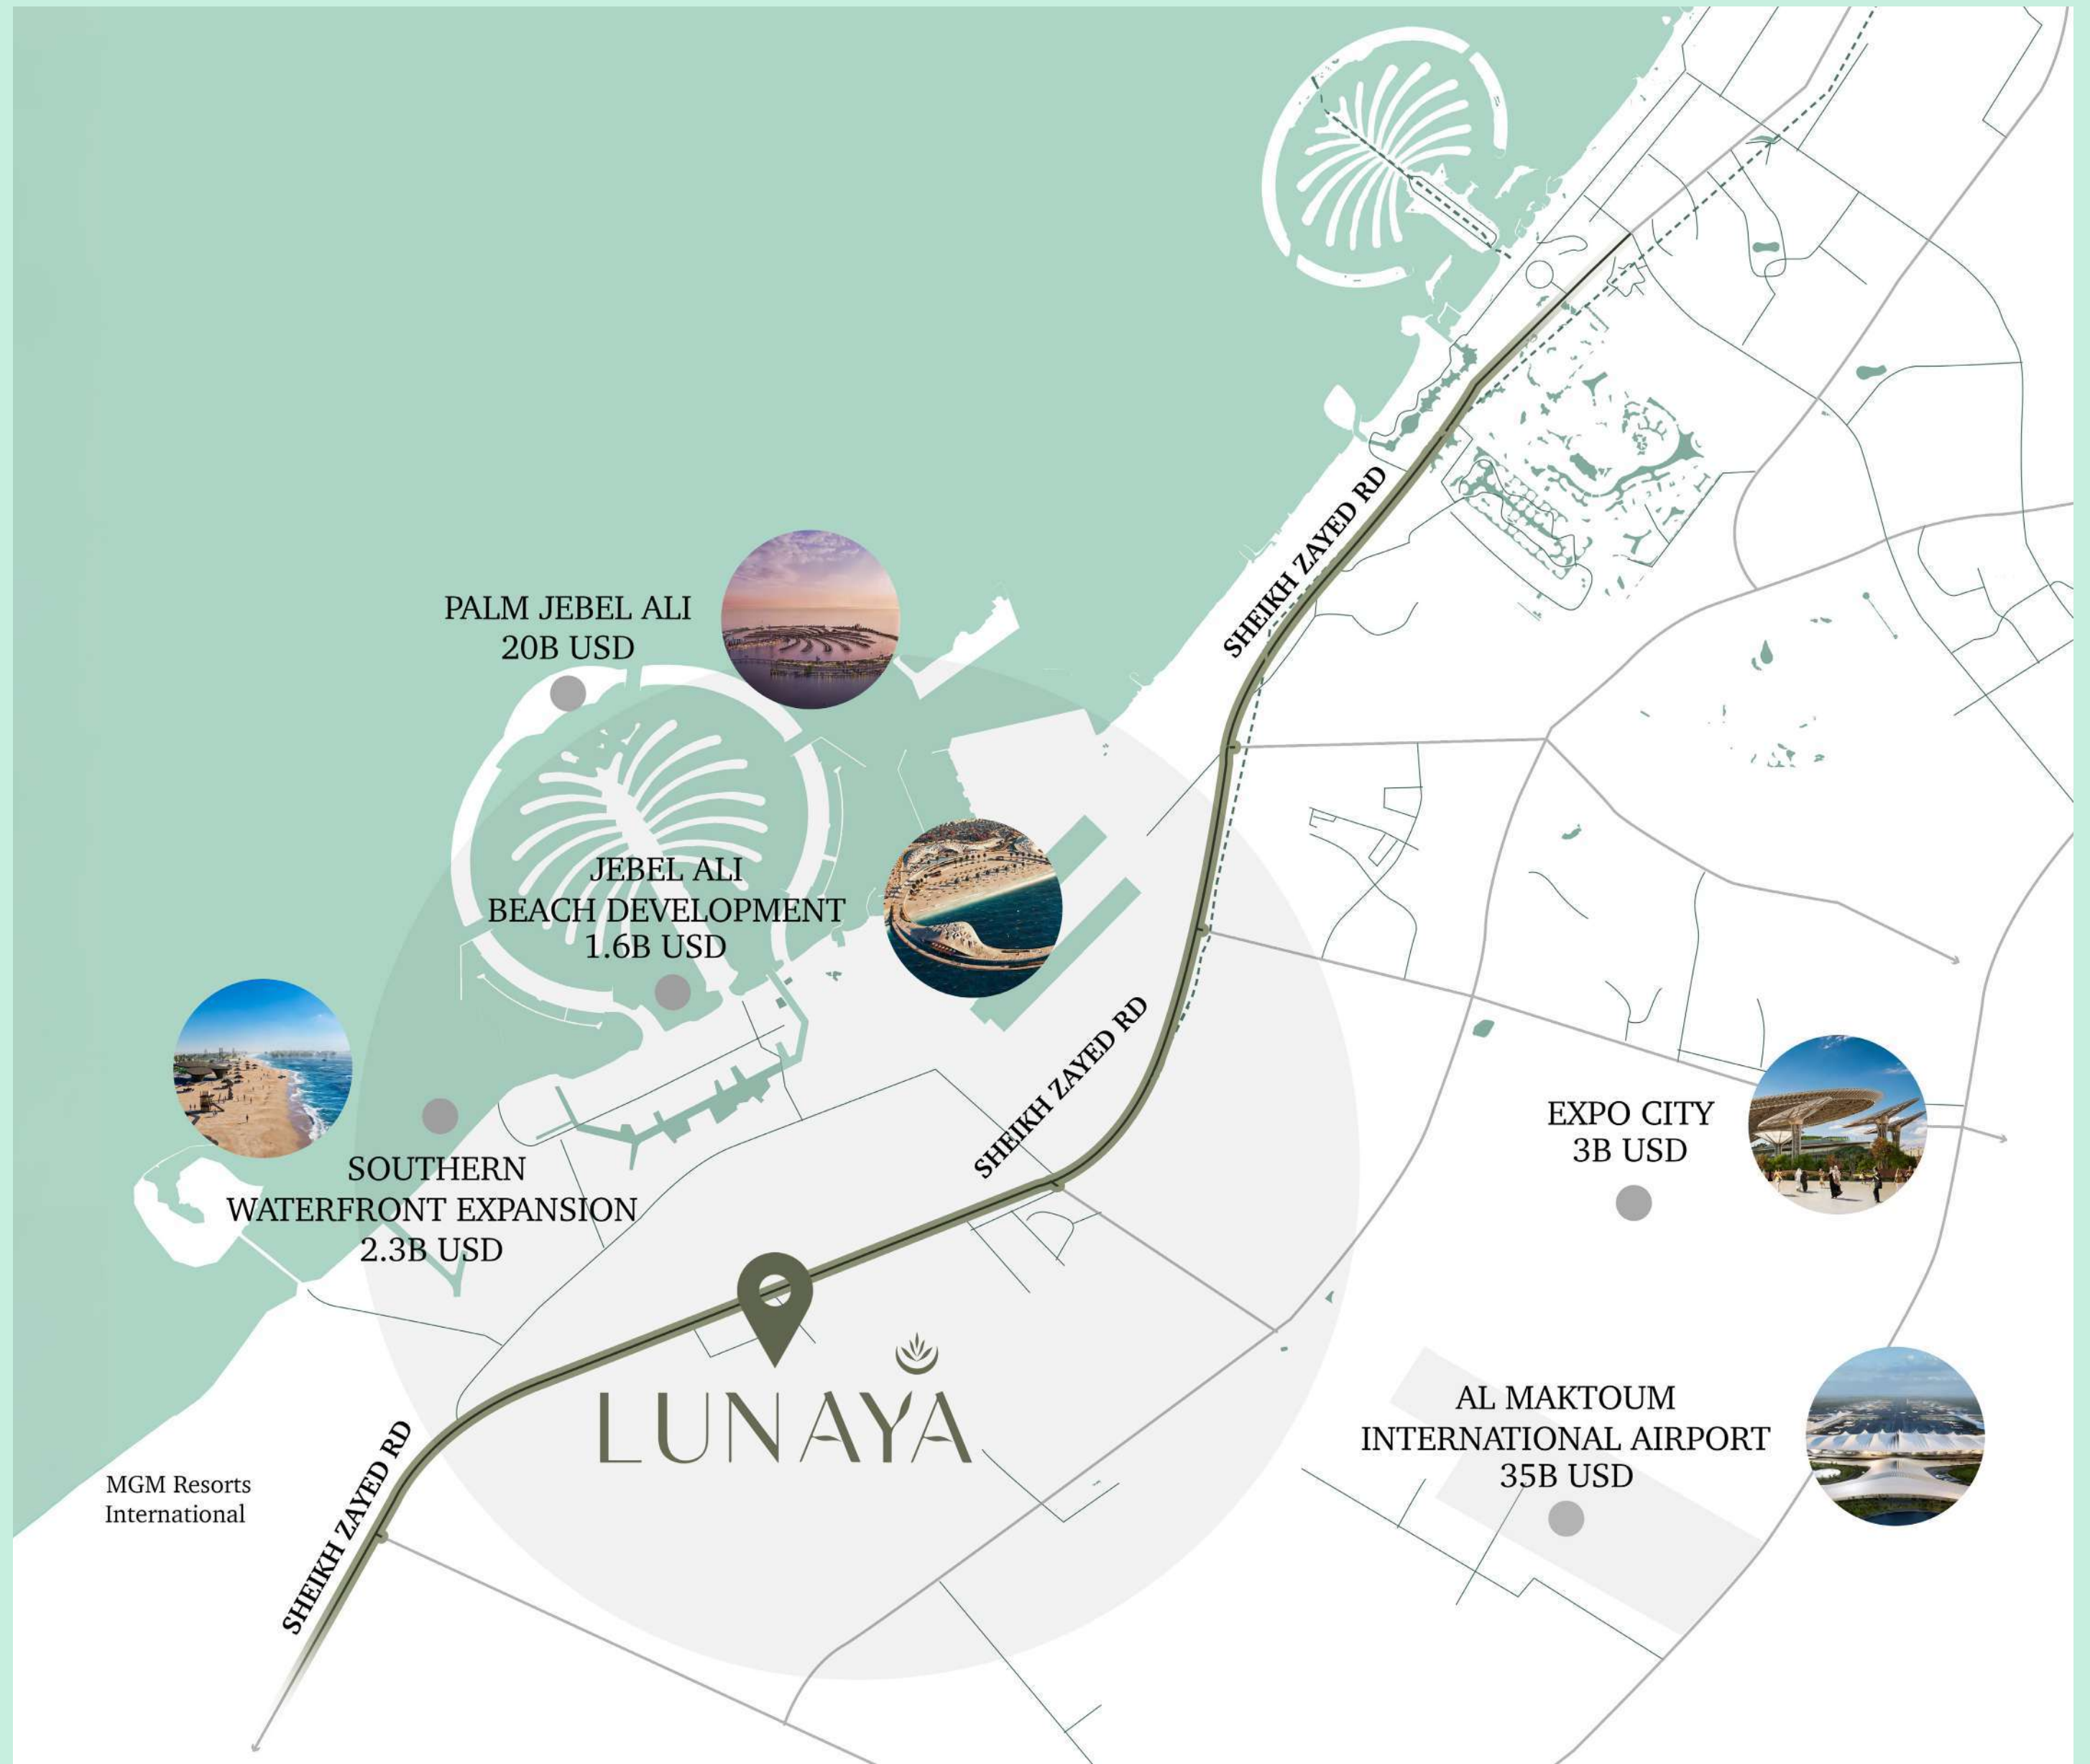 SHEIKH ZAYED RD
PALM JEBEL ALI
20B USD
JEBEL ALI
BEACH DEVELOPMENT
1.6B USD
SHEIKH ZAYED RD
EXPO CITY
3B USD
SOUTHERN
WATERFRONT EXPANSION
2.3B USD
LUNAYA
AL MAKTOUM
INTERNATIONAL AIRPORT
35B USD
MGM Resorts
International
SHEIKH ZAYED RD